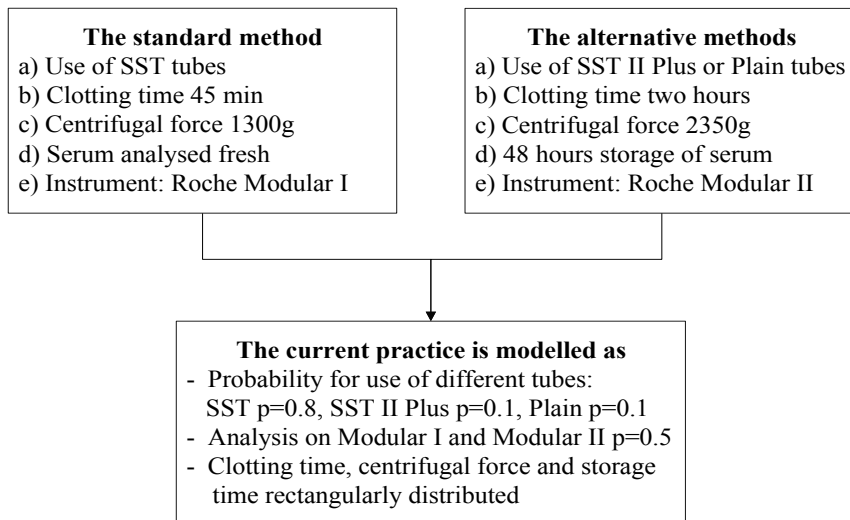 The standard method
a) Use of SST tubes
b) Clotting time 45 min
c) Centrifugal force 1300g
d) Serum analysed fresh
e) Instrument: Roche Modular I
The alternative methods
a) Use of SST II Plus or Plain tubes
b) Clotting time two hours
c) Centrifugal force 2350g
d) 48 hours storage of serum
e) Instrument: Roche Modular II
The current practice is modelled as
- Probability for use of different tubes:
SST p=0.8, SST II Plus p=0.1, Plain p=0.1
- Analysis on Modular I and Modular II p=0.5
- Clotting time, centrifugal force and storage
time rectangularly distributed